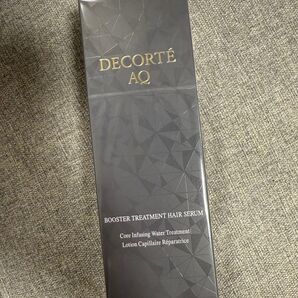 DECORTÉ
AQ
BOOSTER TREATMENT HAIR SERUM
Core Infusing Water Treatment
Lotion Capillaire Réparatrice